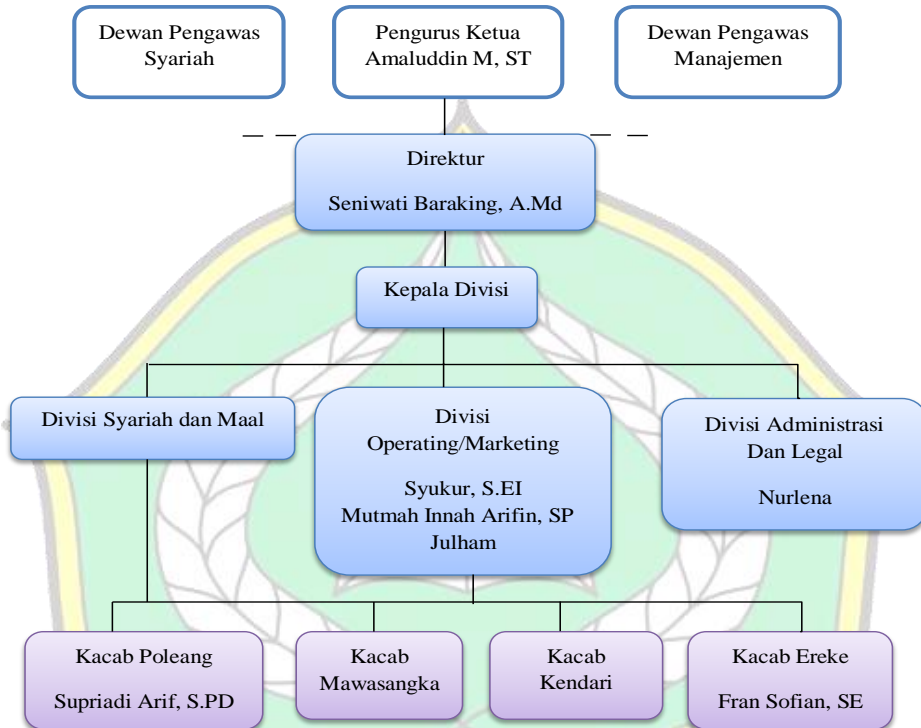 Dewan Pengawas
Syariah
Pengurus Ketua
Amaluddin M, ST
Dewan Pengawas
Manajemen
Direktur
Seniwati Baraking, A.Md
Kepala Divisi
Divisi Syariah dan Maal
Divisi
Operating/Marketing
Syukur, S.EI
Mutmah Innah Arifin, SP
Julham
Divisi Administrasi
Dan Legal
Nurlena
Kacab Poleang
Supriadi Arif, S.PD
Kacab
Mawasangka
Kacab
Kendari
Kacab Ereke
Fran Sofian, SE